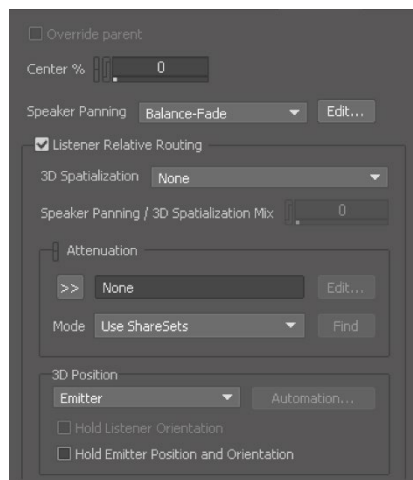 Override parent
Center % 0
Speaker Panning Balance-Fade Edit...
Listener Relative Routing
3D Spatialization None
Speaker Panning / 3D Spatialization Mix 0
Attenuation
>> None Edit...
Mode Use ShareSets Find
3D Position
Emitter Automation...
Hold Listener Orientation
Hold Emitter Position and Orientation